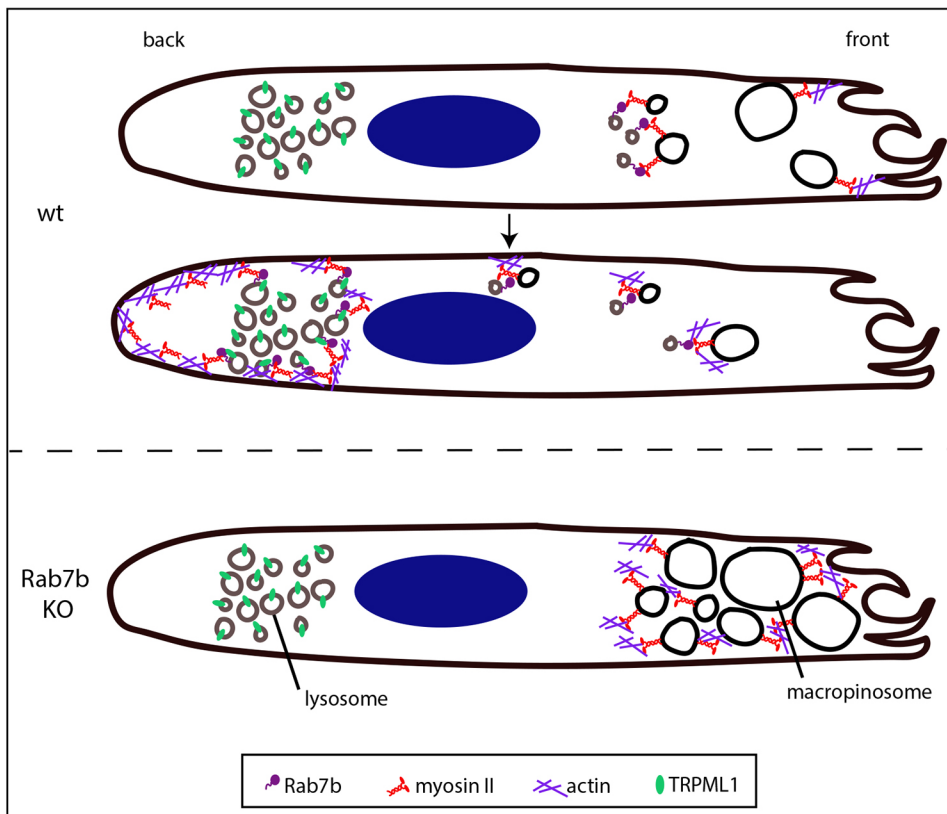 back
front
wt
Rab7b
KO
lysosome
macropinosome
Rab7b
myosin II
actin
TRPML1